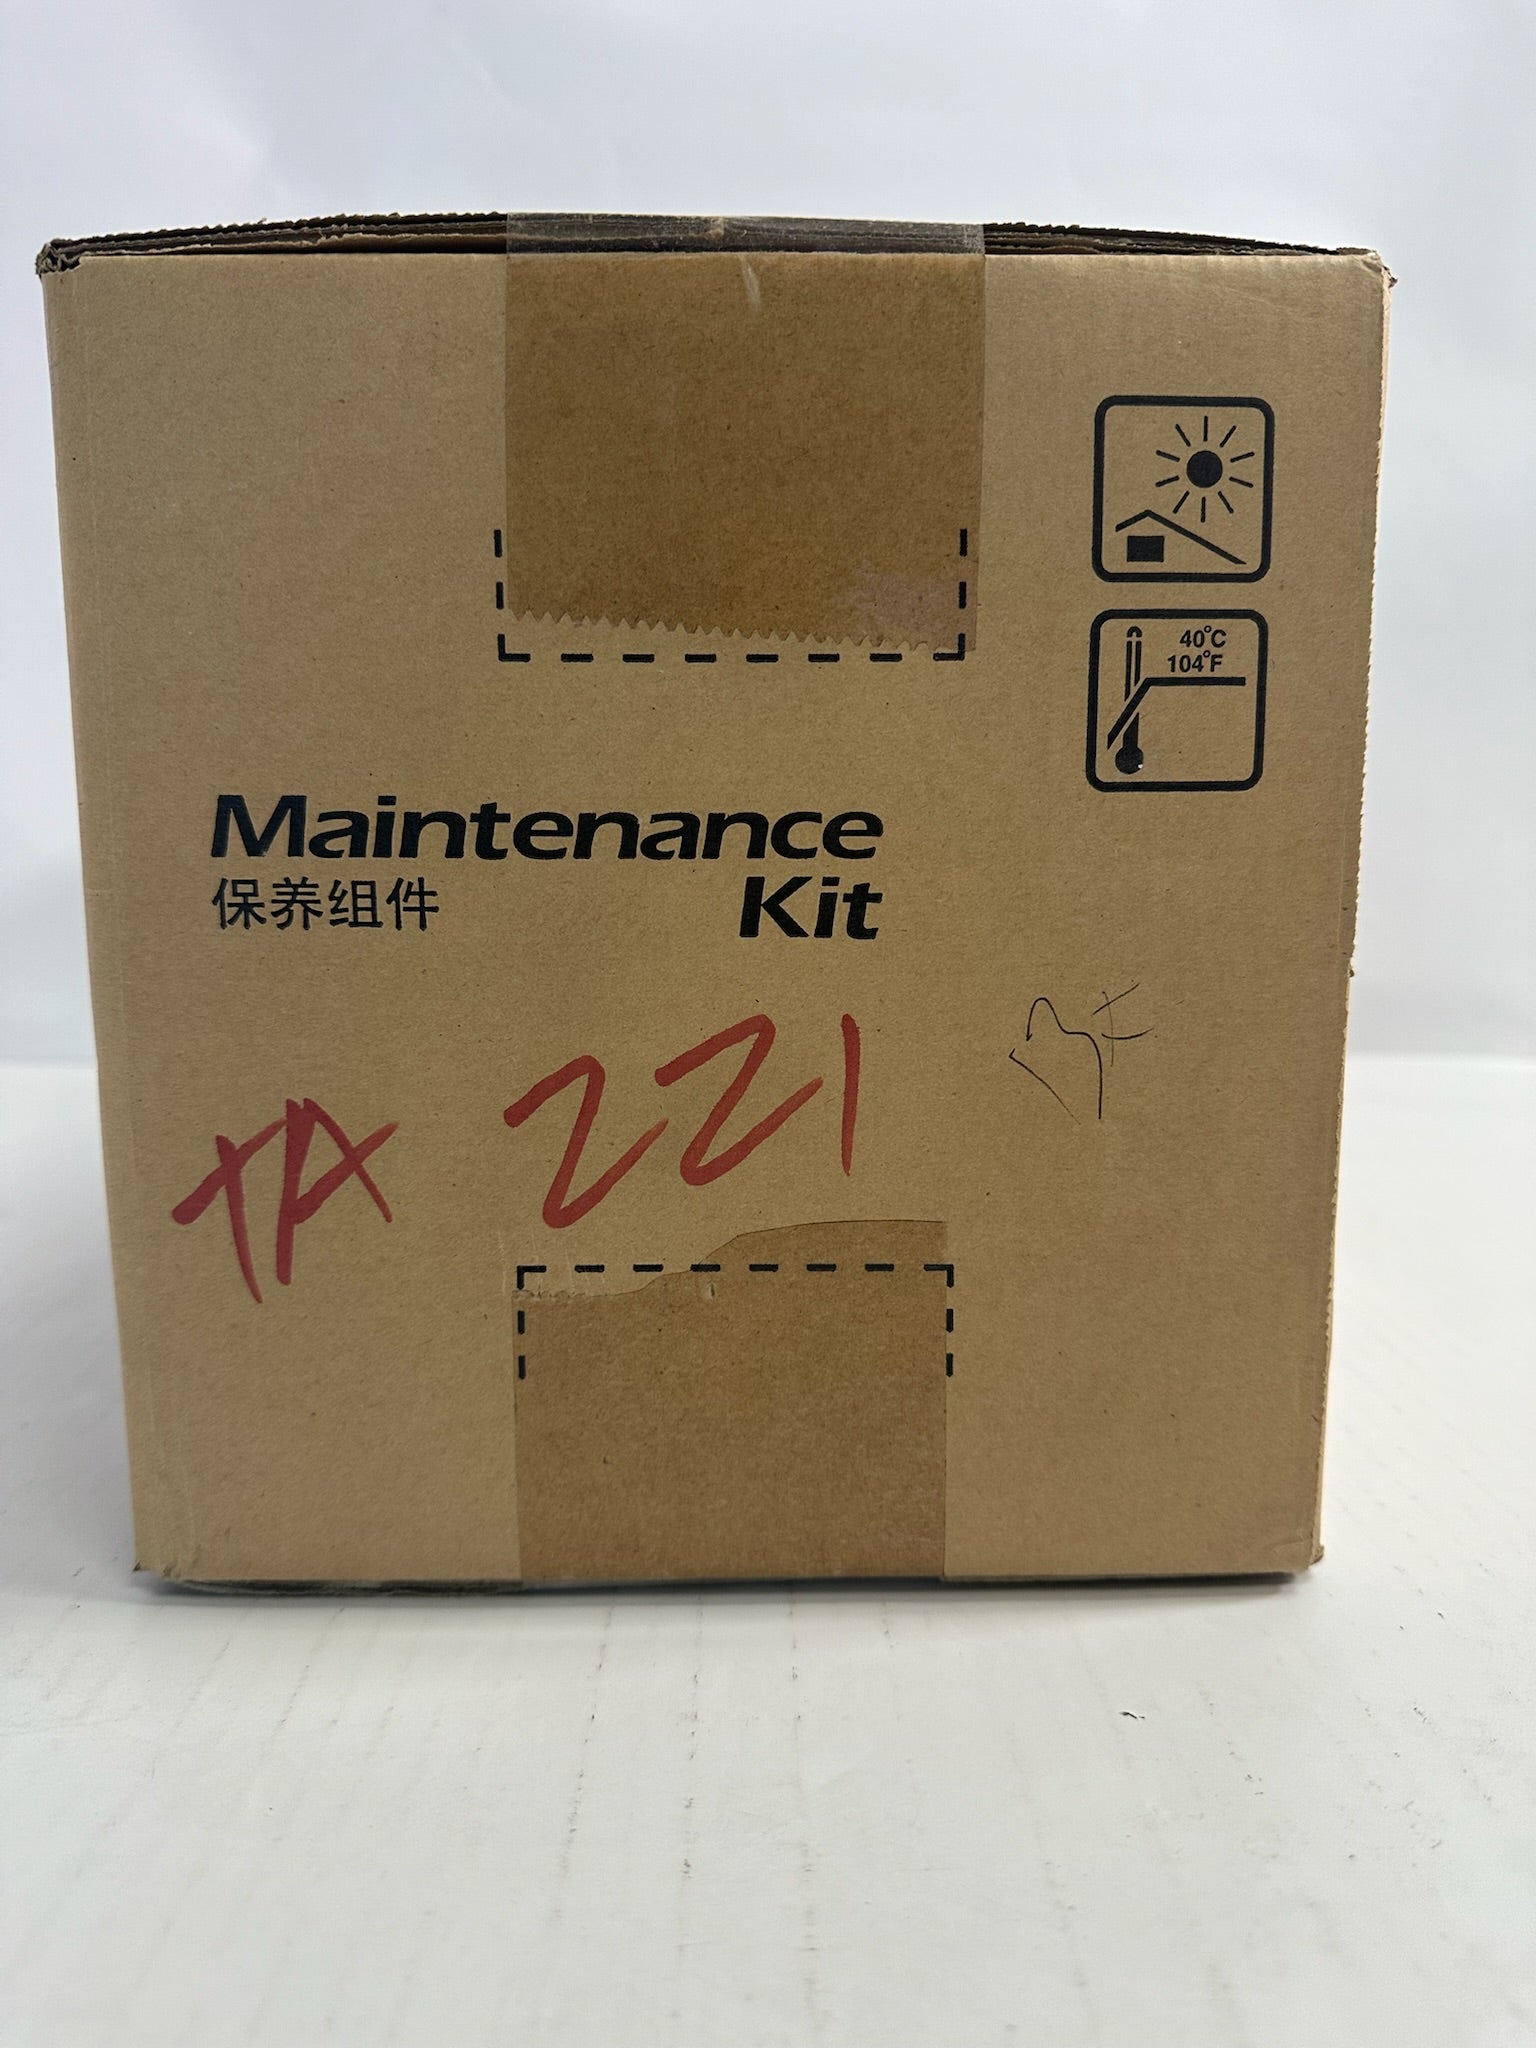 40°C
104°F
Maintenance
保养组件 Kit
TA 221